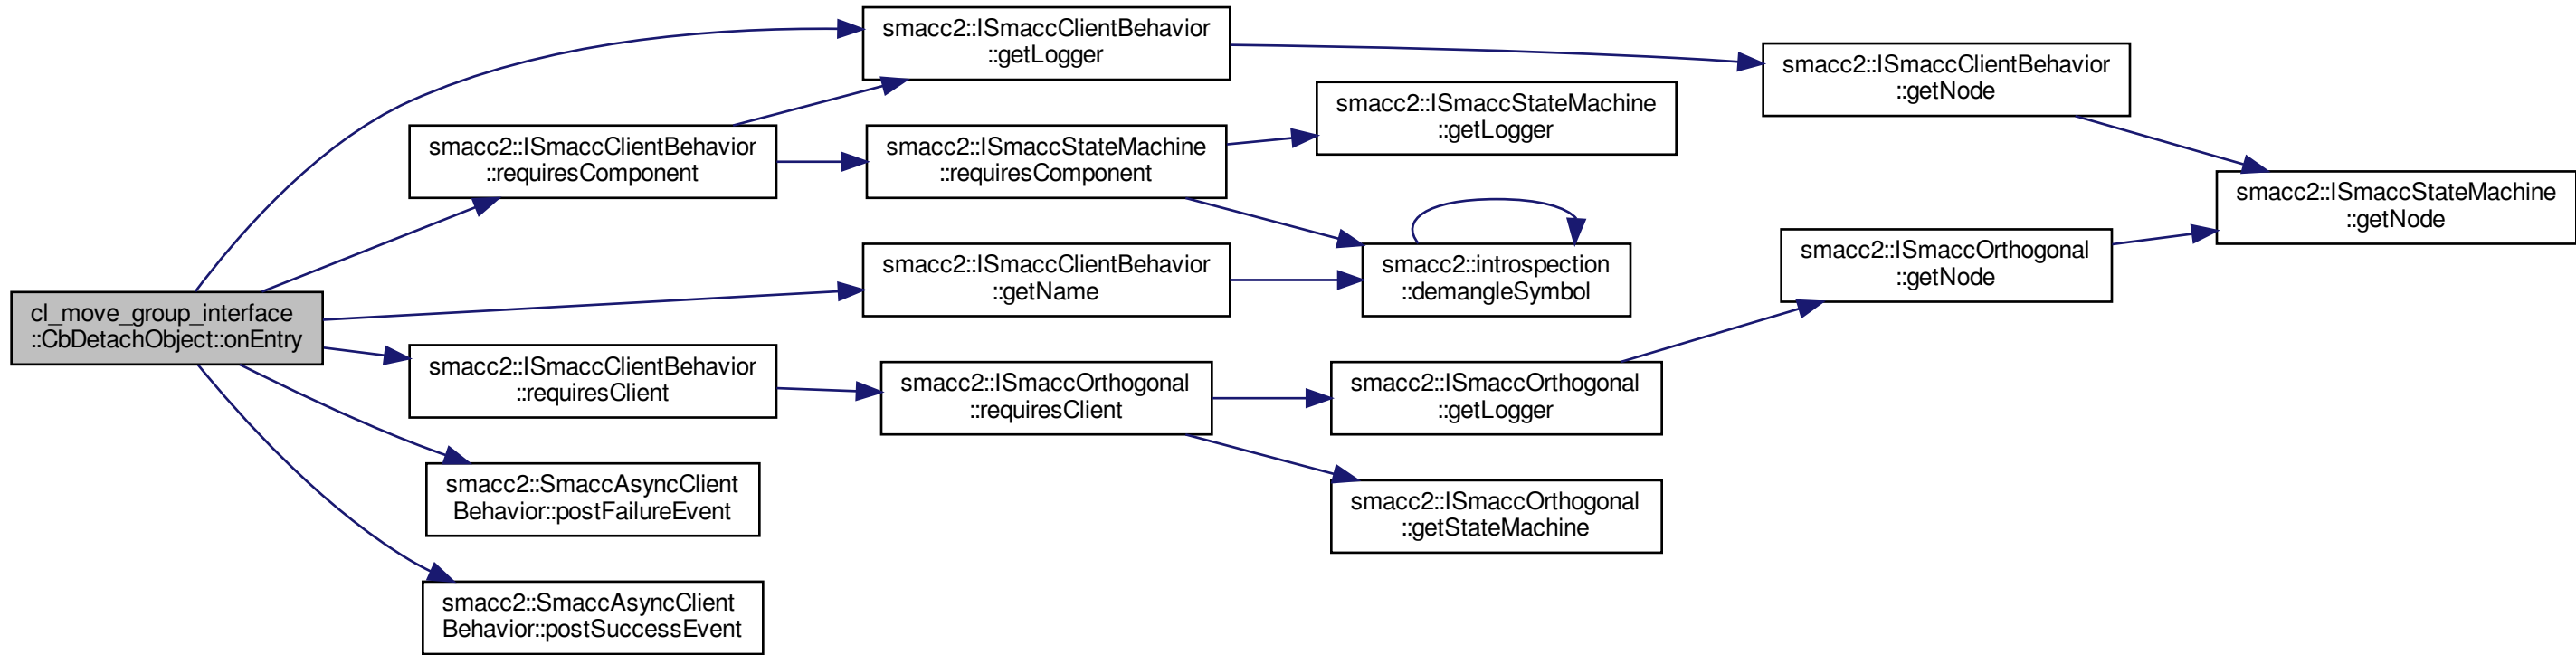 smacc2::ISmaccClientBehavior
::getLogger
smacc2::ISmaccClientBehavior
::getNode
smacc2::ISmaccStateMachine
::getLogger
smacc2::ISmaccClientBehavior
::requiresComponent
smacc2::ISmaccStateMachine
::requiresComponent
smacc2::ISmaccStateMachine
::getNode
smacc2::ISmaccClientBehavior
::getName
smacc2::introspection
::demangleSymbol
smacc2::ISmaccOrthogonal
::getNode
cl_move_group_interface
::CbDetachObject::onEntry
smacc2::ISmaccClientBehavior
::requiresClient
smacc2::ISmaccOrthogonal
::requiresClient
smacc2::ISmaccOrthogonal
::getLogger
smacc2::SmaccAsyncClient
Behavior::postFailureEvent
smacc2::ISmaccOrthogonal
::getStateMachine
smacc2::SmaccAsyncClient
Behavior::postSuccessEvent